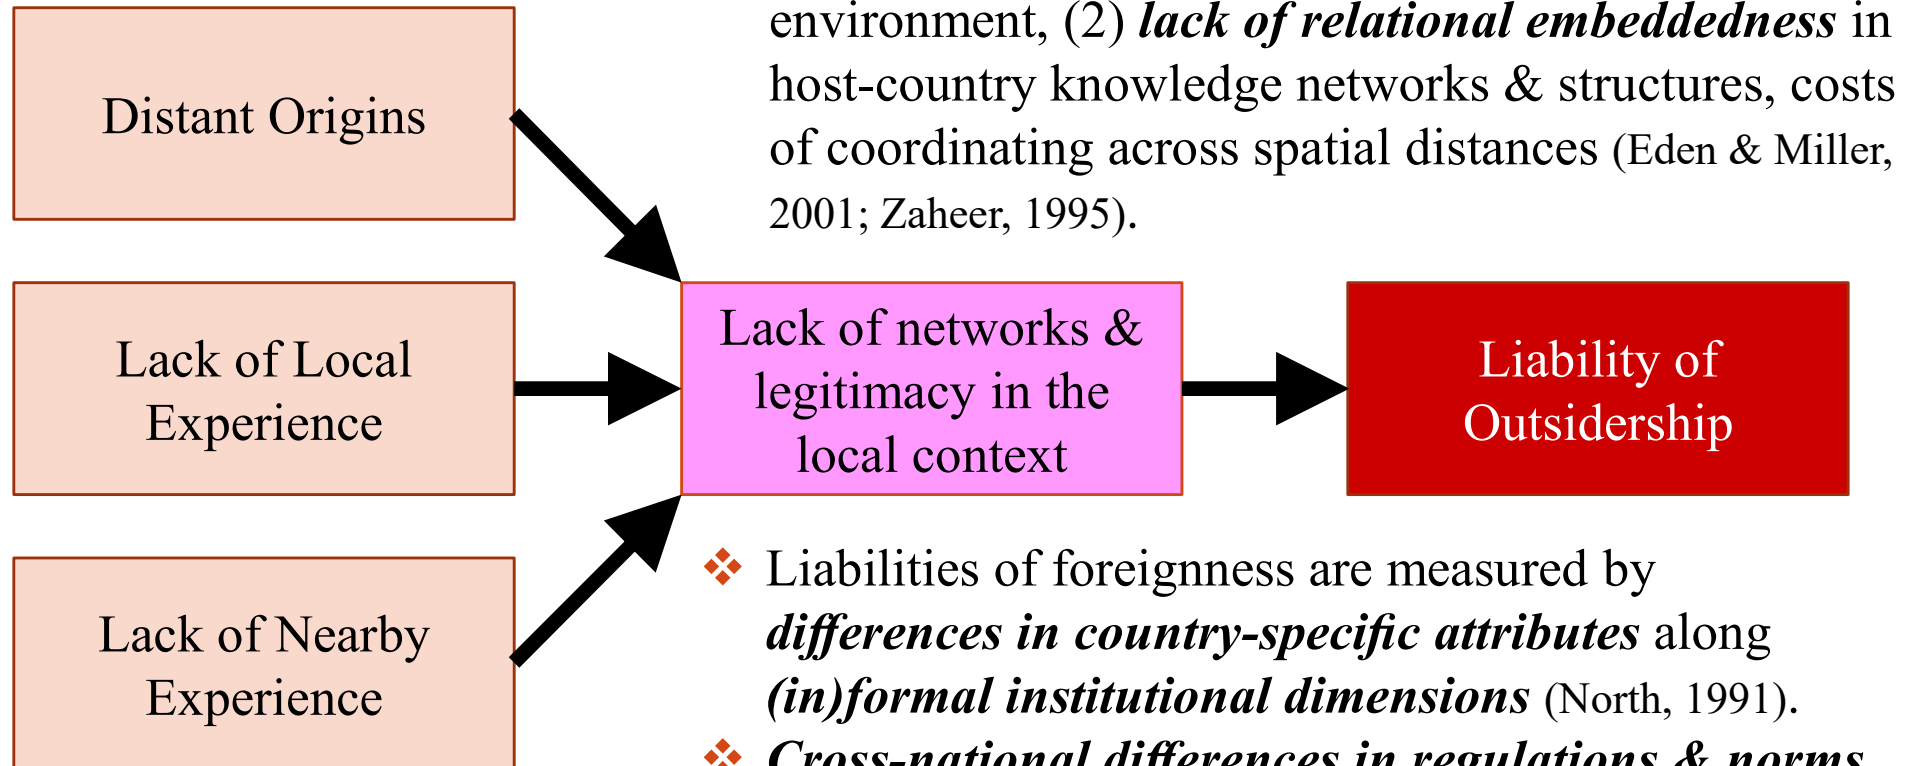 environment, (2) lack of relational embeddedness in
host-country knowledge networks & structures, costs
of coordinating across spatial distances (Eden & Miller,
2001; Zaheer, 1995).
Distant Origins
Lack of Local
Experience
Lack of networks &
legitimacy in the
local context
Liability of
Outsidership
Lack of Nearby
Experience
❖ Liabilities of foreignness are measured by
differences in country-specific attributes along
(in)formal institutional dimensions (North, 1991).
❖ Cross-national differences in regulations & norms